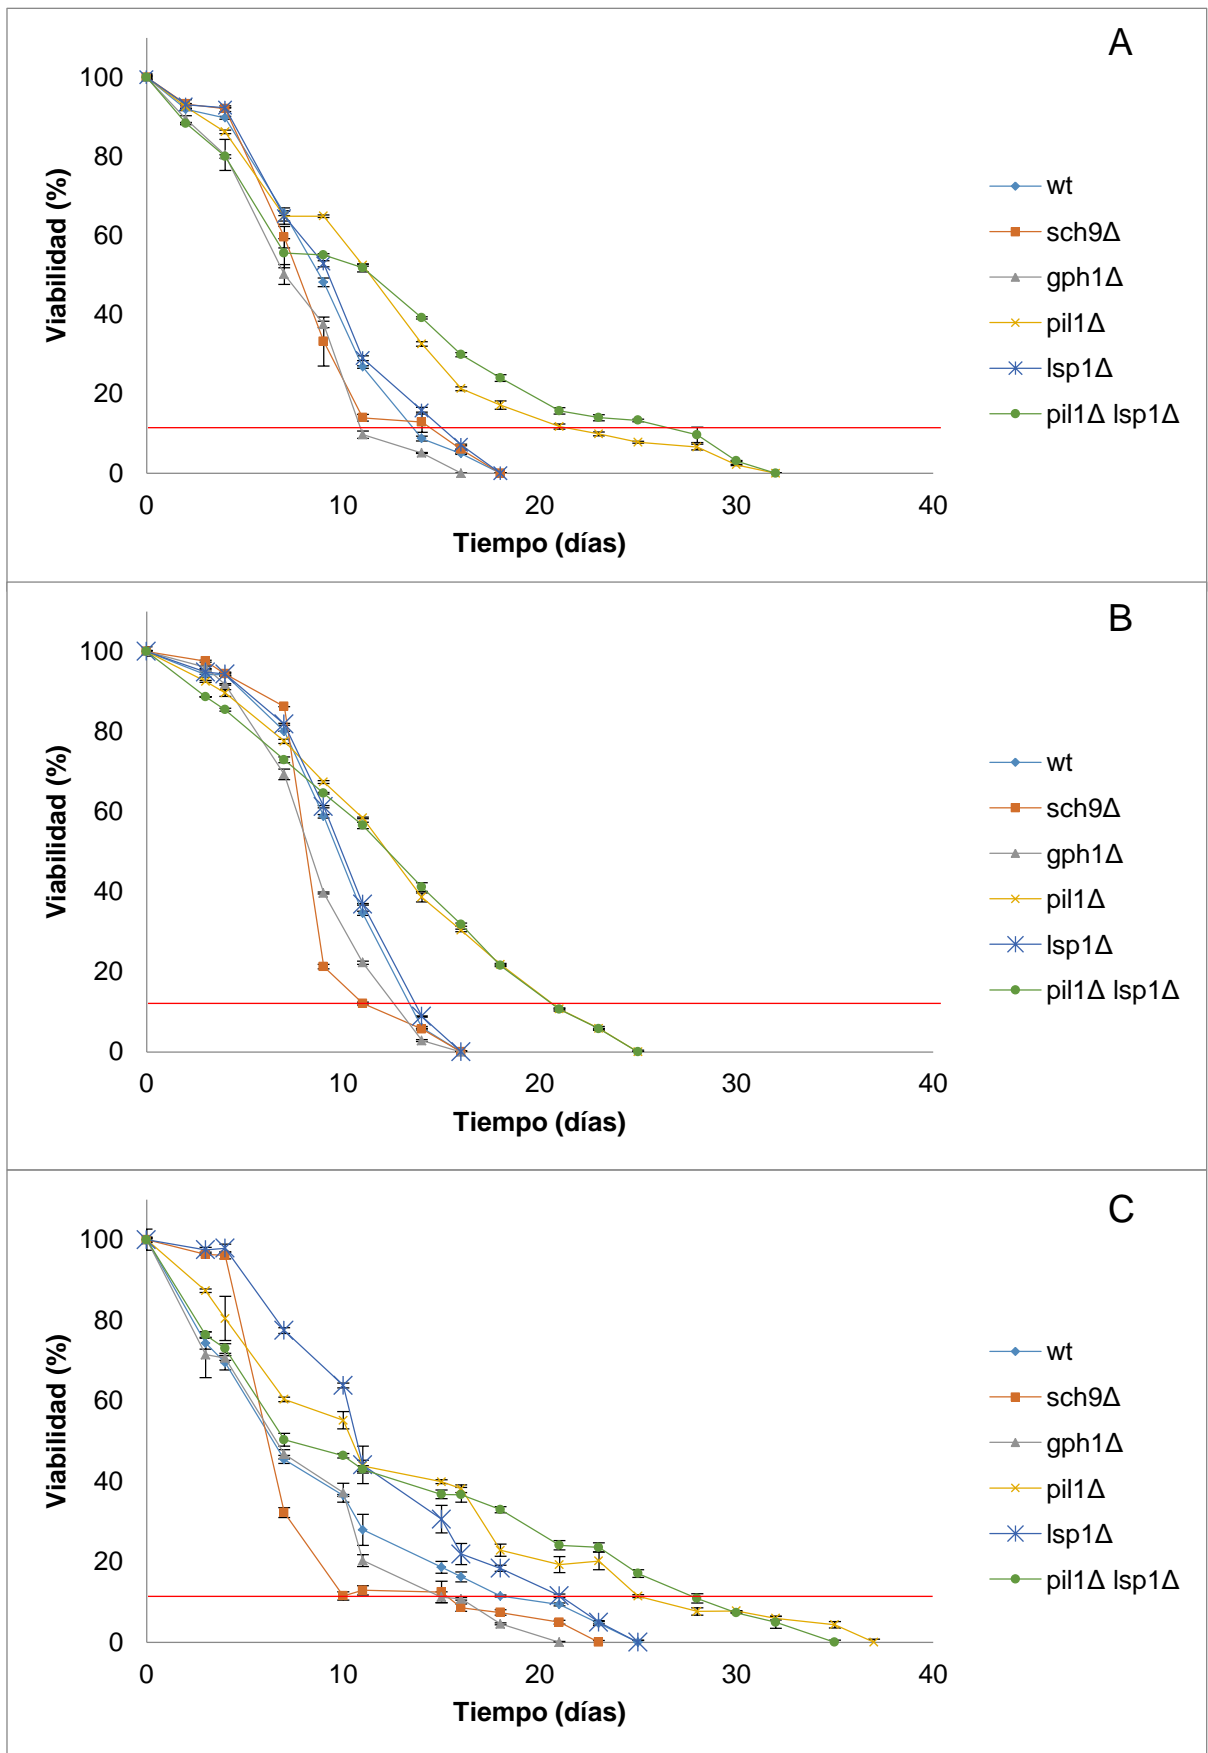 A
Viabilidad (%)
100
80
60
40
20
0
0 10 20 30 40
Tiempo (días)
wt
sch9Δ
gph1Δ
pil1Δ
lsp1Δ
pil1Δ lsp1Δ
B
Viabilidad (%)
100
80
60
40
20
0
0 10 20 30 40
Tiempo (días)
wt
sch9Δ
gph1Δ
pil1Δ
lsp1Δ
pil1Δ lsp1Δ
C
Viabilidad (%)
100
80
60
40
20
0
0 10 20 30 40
Tiempo (días)
wt
sch9Δ
gph1Δ
pil1Δ
lsp1Δ
pil1Δ lsp1Δ